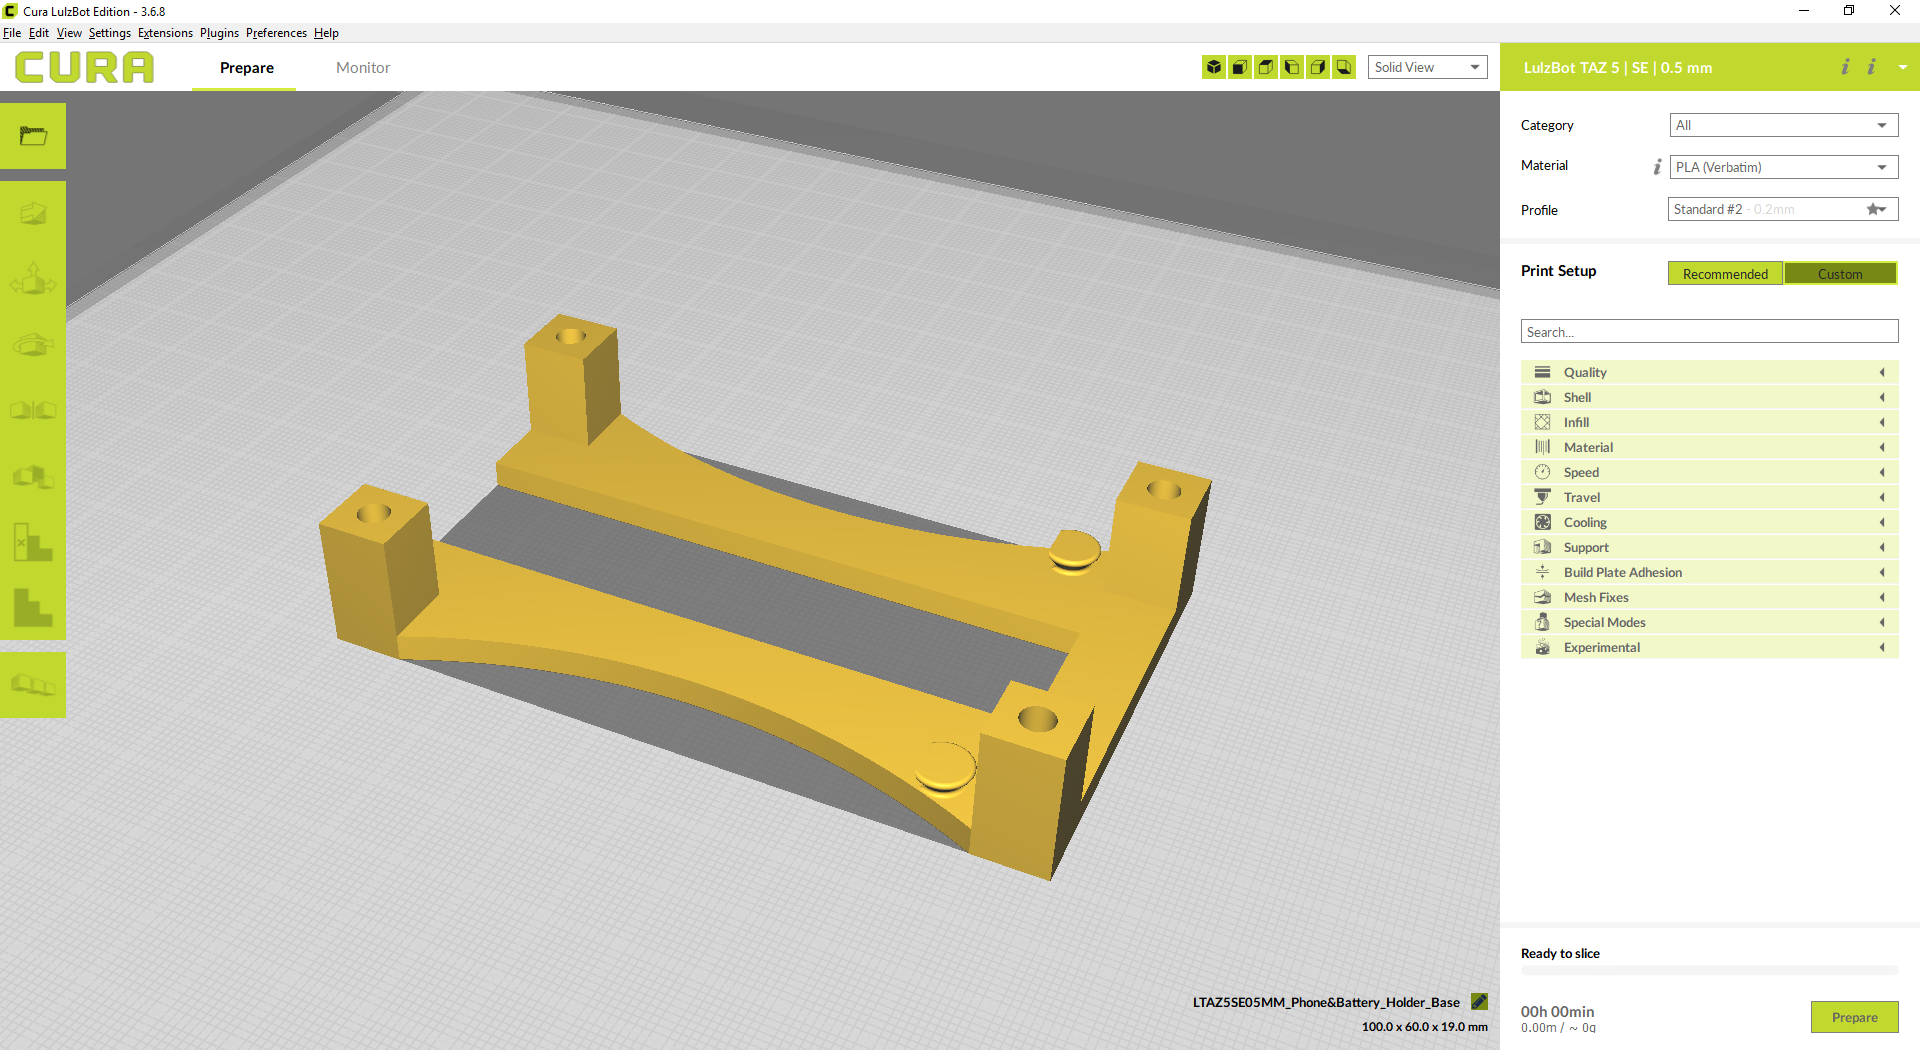 Cura LulzBot Edition - 3.6.8
File Edit View Settings Extensions Plugins Preferences Help
CURA Prepare Monitor Solid View LulzBot TAZ 5 | SE | 0.5 mm
Category All
Material PLA (Verbatim)
Profile Standard #2 - 0.2mm
Print Setup Recommended Custom
Search...
Quality
Shell
Infill
Material
Speed
Travel
Cooling
Support
Build Plate Adhesion
Mesh Fixes
Special Modes
Experimental
Ready to slice
LTAZ5SE05MM_Phone&Battery_Holder_Base
100.0 x 60.0 x 19.0 mm
00h 00min
0.00m / ~ 0g
Prepare